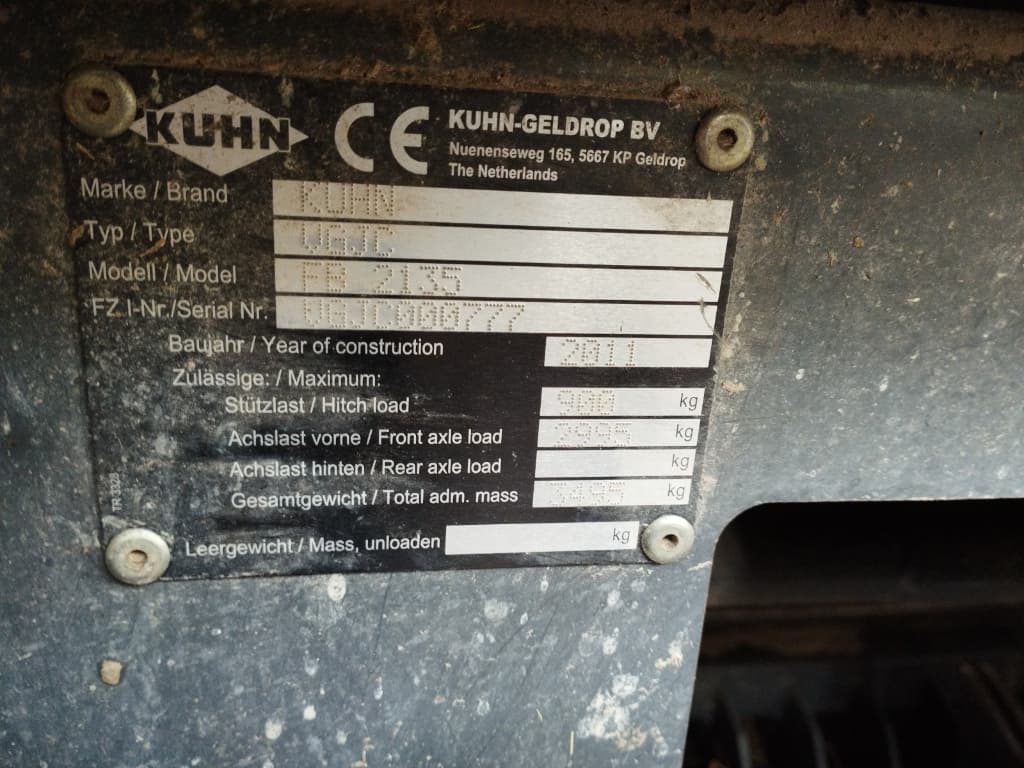 KUHN
CE
KUHN-GELDROP BV
Nuenenseweg 165, 5667 KP Geldrop
The Netherlands
Marke / Brand KUHN
Typ / Type VGJC
Modell / Model FB 2135
FZ I-Nr./Serial Nr. VGJC000777
Baujahr / Year of construction 2011
Zulässige: / Maximum:
Stützlast / Hitch load 900 kg
Achslast vorne / Front axle load 2995 kg
Achslast hinten / Rear axle load kg
Gesamtgewicht / Total adm. mass 3495 kg
Leergewicht / Mass, unloaden kg